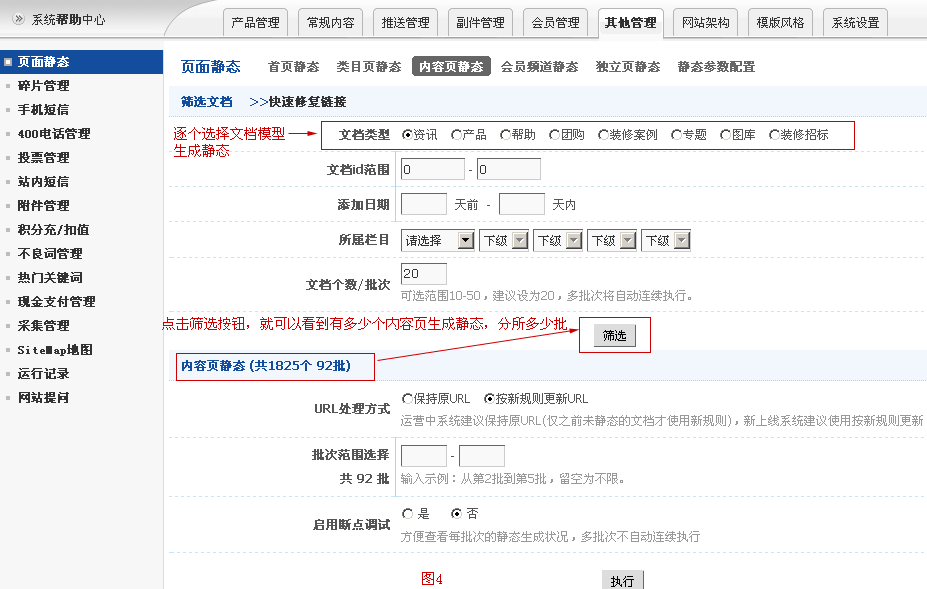 系统帮助中心
产品管理 常规内容 推送管理 副件管理 会员管理 其他管理 网站架构 模版风格 系统设置
页面静态
碎片管理
手机短信
400电话管理
投票管理
站内短信
附件管理
积分充/扣值
不良词管理
热门关键词
现金支付管理
采集管理
SiteMap地图
运行记录
网站提问
页面静态 首页静态 类目页静态 内容页静态 会员频道静态 独立页静态 静态参数配置
筛选文档 >>快速修复链接
逐个选择文档模型
生成静态
文档类型 资讯 产品 帮助 团购 装修案例 专题 图库 装修招标
文档id范围 0 - 0
添加日期 天前 - 天内
所属栏目 请选择 下级 下级 下级 下级
文档个数/批次 20
可选范围10-50，建议设为20，多批次将自动连续执行。
点击筛选按钮，就可以看到有多少个内容页生成静态，分所多少批
筛选
内容页静态 (共1825个 92批)
URL处理方式 保持原URL 按新规则更新URL
运营中系统建议保持原URL(仅之前未静态的文档才使用新规则)，新上线系统建议使用按新规则更新
批次范围选择 -
共 92 批 输入示例：从第2批到第5批，留空为不限。
启用断点调试 是 否
方便查看每批次的静态生成状况，多批次不自动连续执行
图4 执行